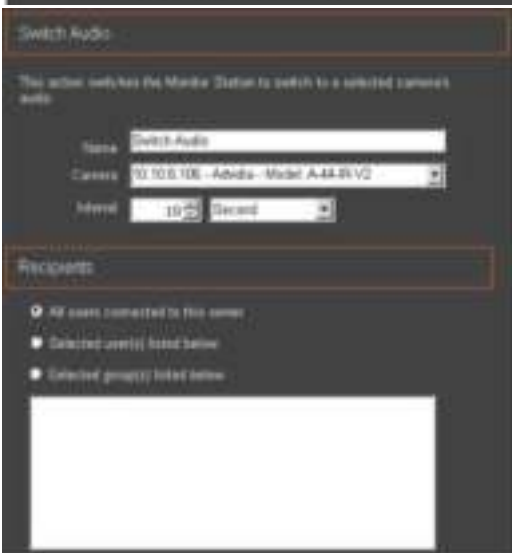 Switch Audio
This action switches the Monitor Station to switch to a selected camera's
audio
Name Switch Audio
Camera 10.10.6.106 - Advidia - Model: A-44-IR-V2
Interval 10 Second
Recipients
All users connected to this server
Selected user(s) listed below
Selected group(s) listed below